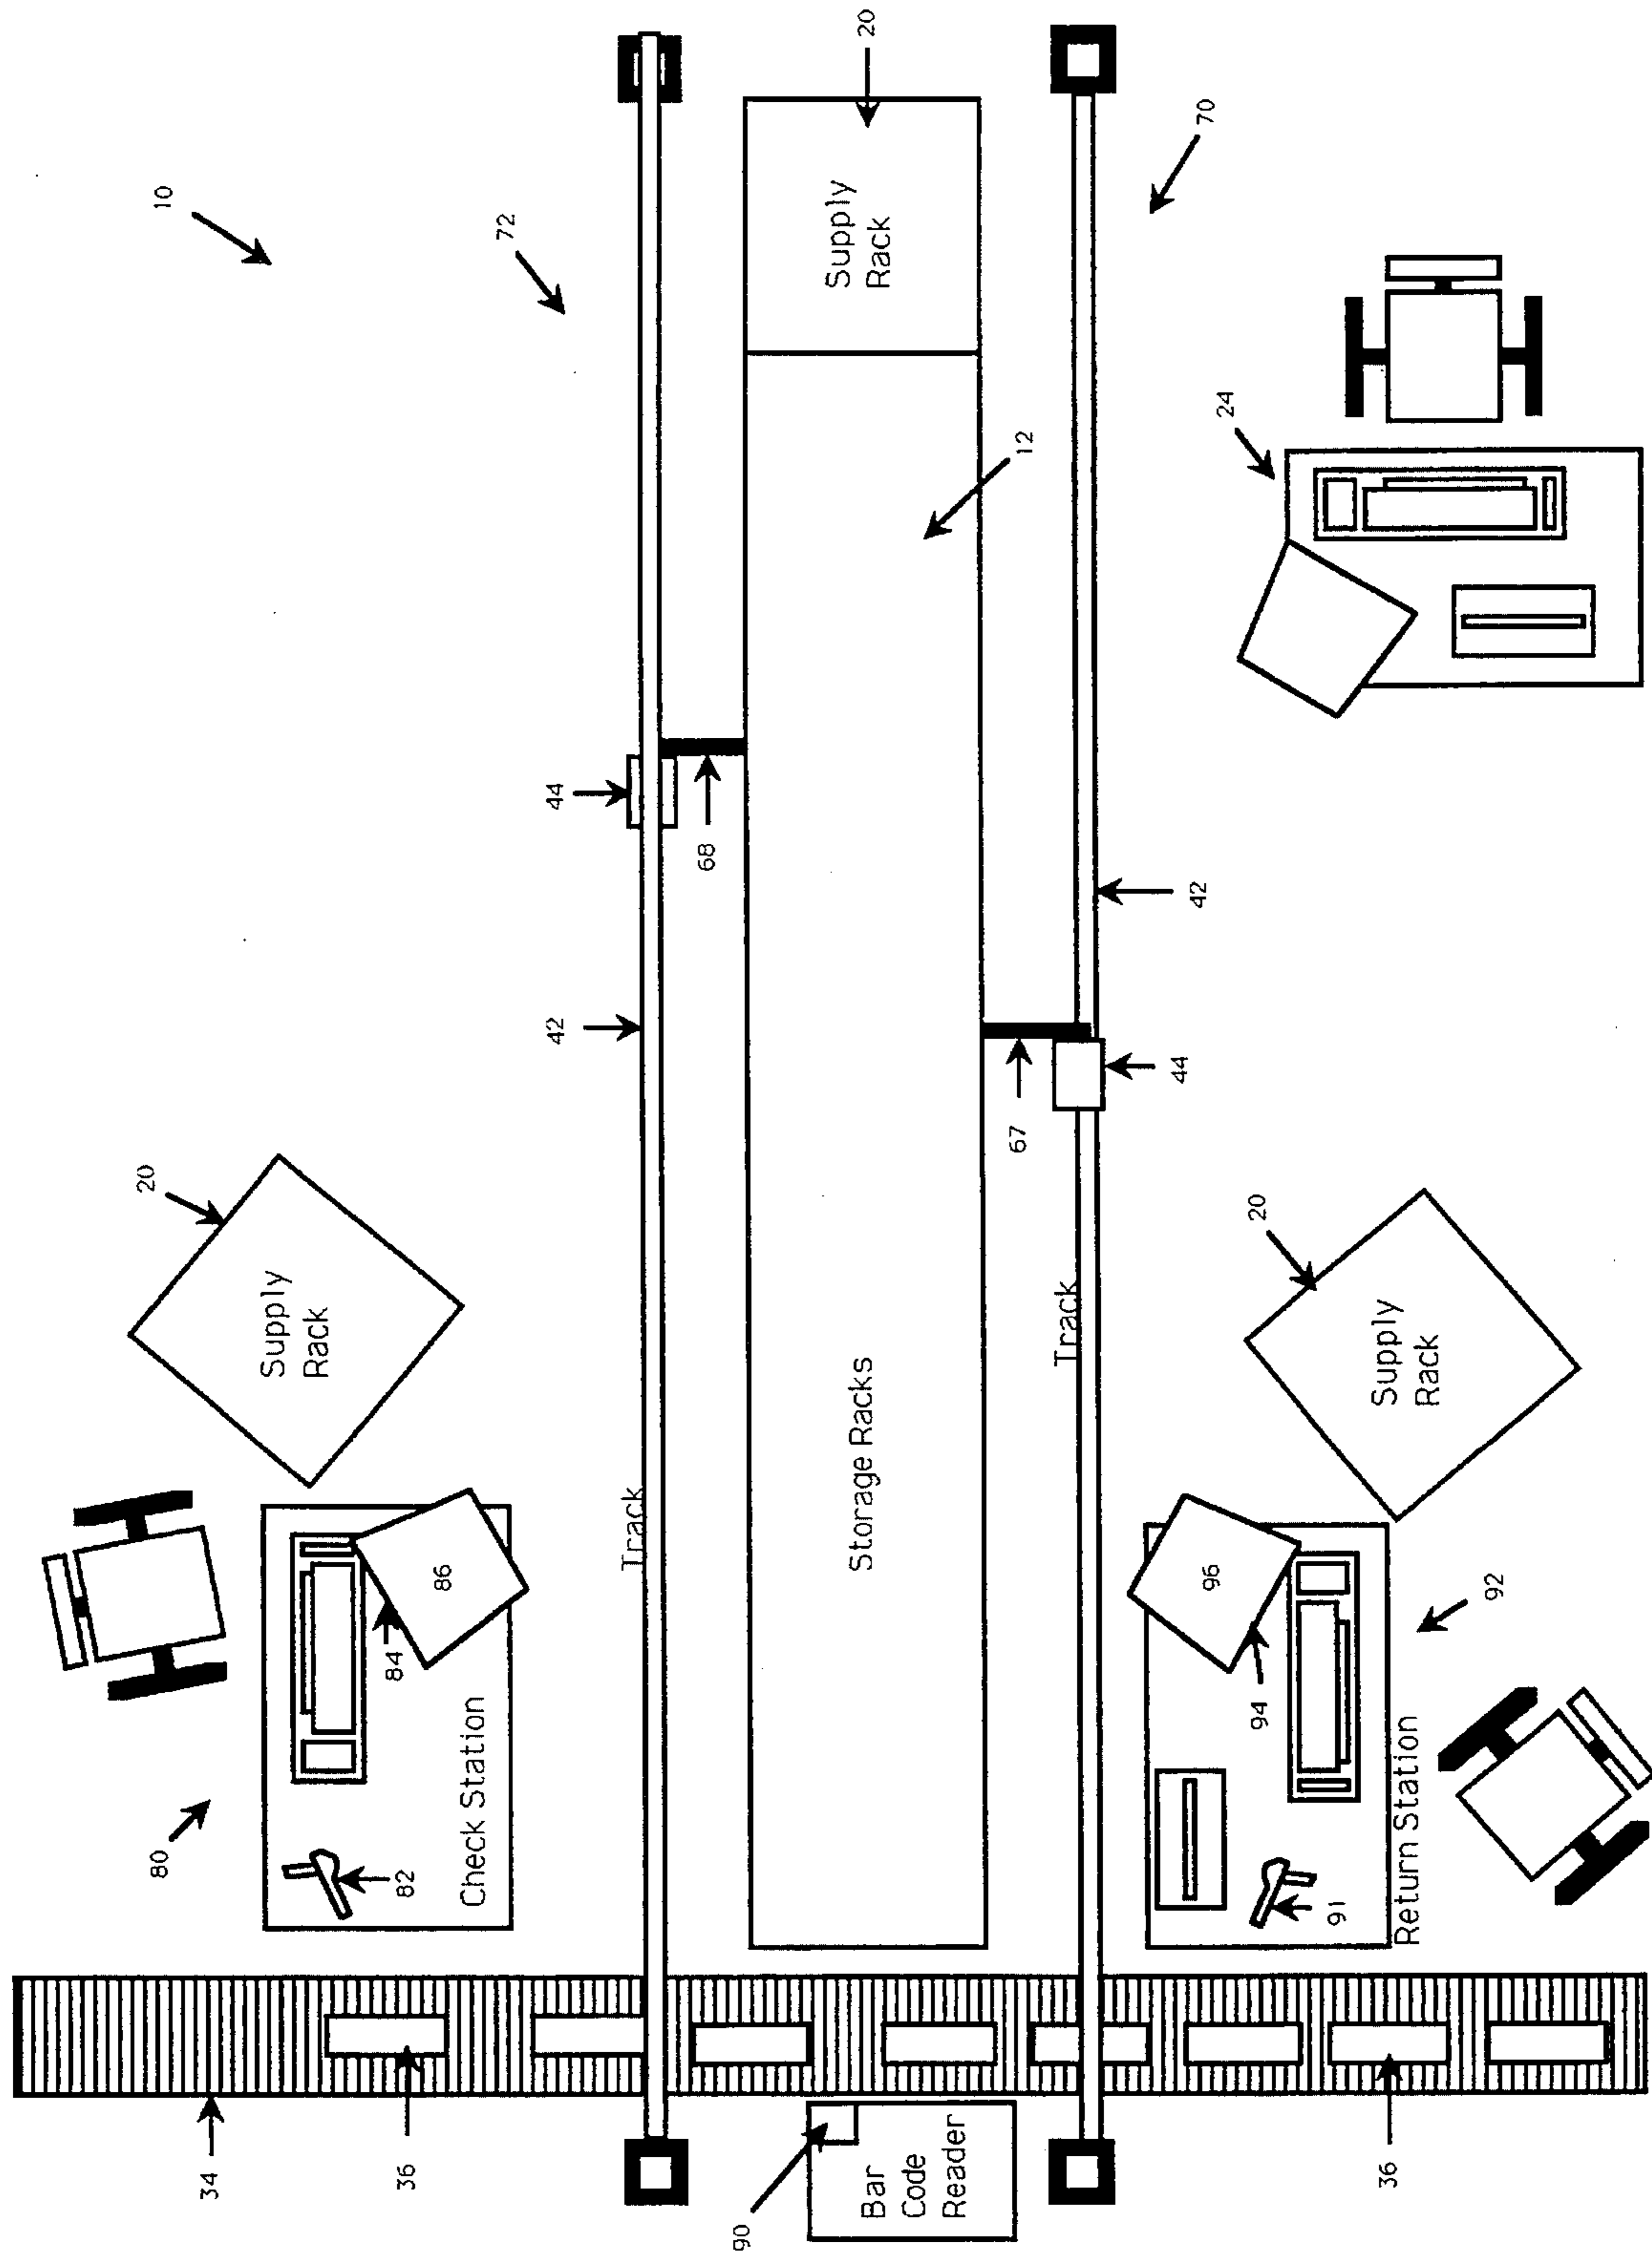 10
72
20
Supply
Rack
70
24
12
44
68
42
42
44
67
20
Supply
Rack
20
Supply
Rack
Track
Track
Storage Racks
86
84
80
82
Check Station
96
94
92
91
Return Station
34
36
36
90
Bar
Code
Reader